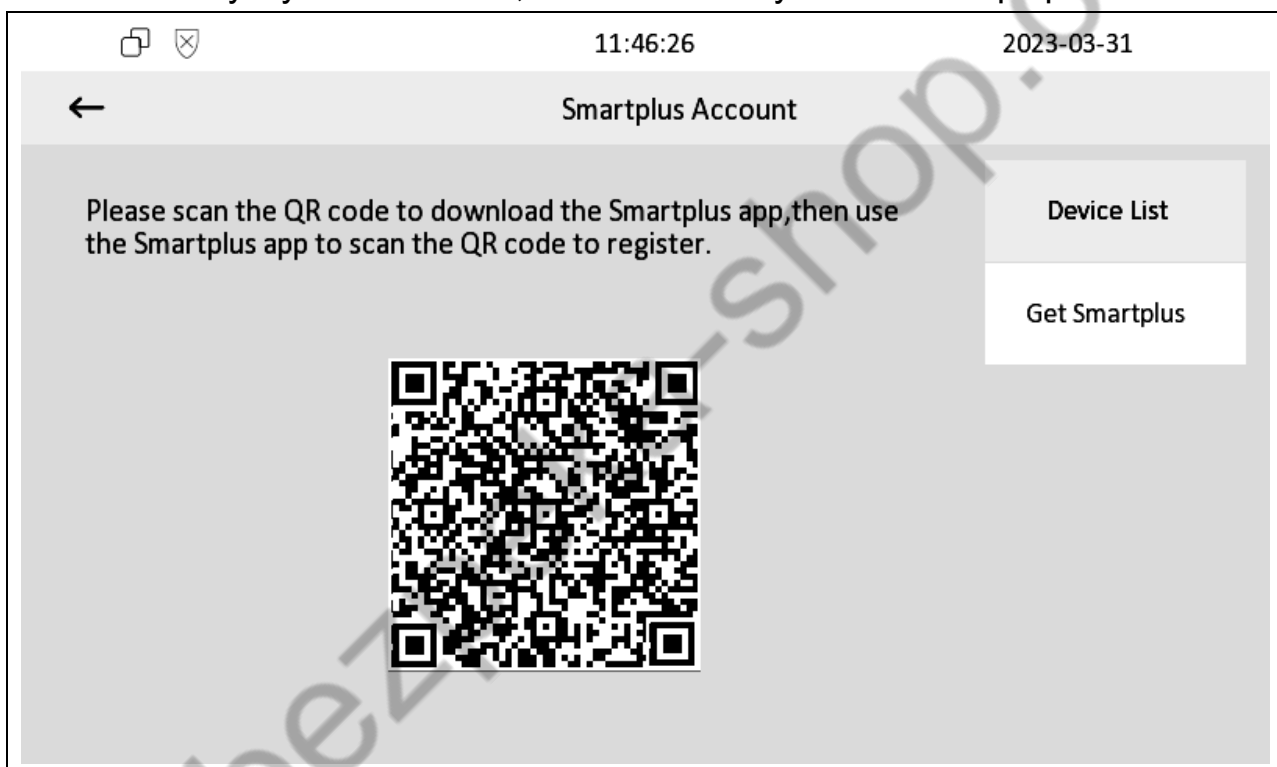 11:46:26 2023-03-31
Smartplus Account
Please scan the QR code to download the Smartplus app,then use
the Smartplus app to scan the QR code to register.
Device List
Get Smartplus